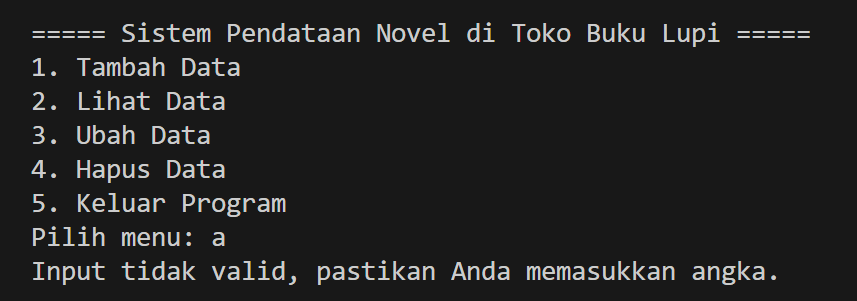 ===== Sistem Pendataan Novel di Toko Buku Lupi =====
1. Tambah Data
2. Lihat Data
3. Ubah Data
4. Hapus Data
5. Keluar Program
Pilih menu: a
Input tidak valid, pastikan Anda memasukkan angka.